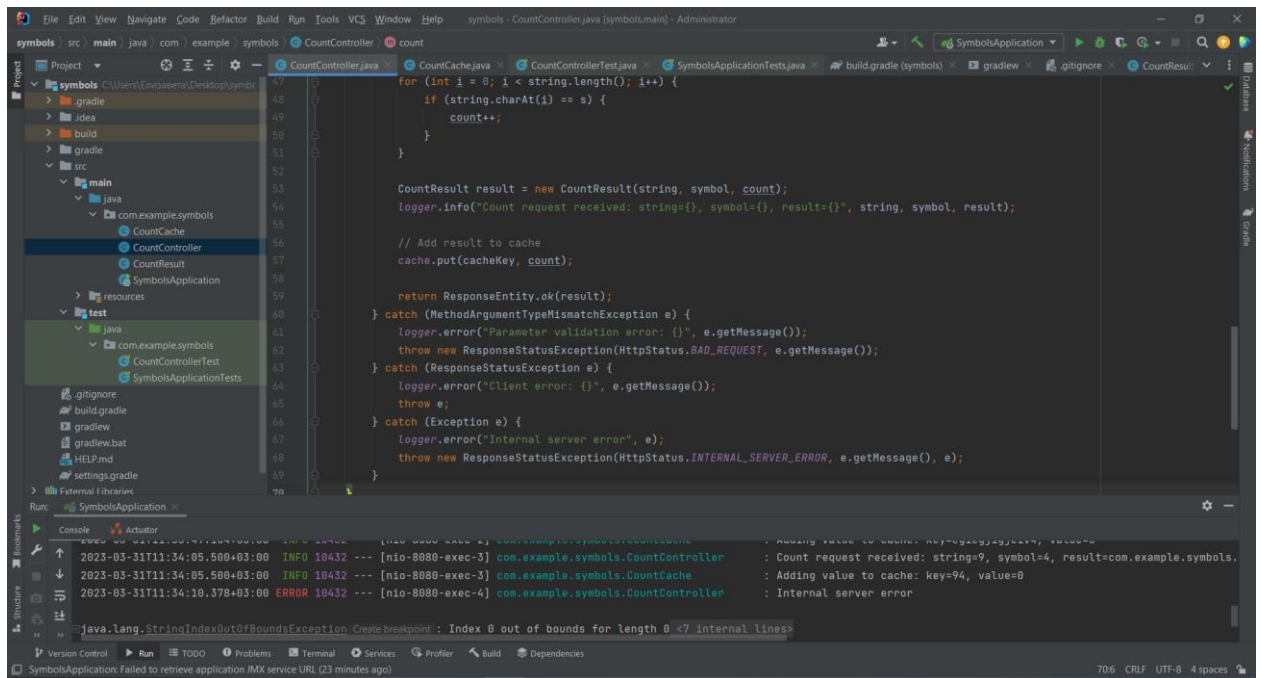 File Edit View Navigate Code Refactor Build Run Tools VCS Window Help symbols - CountController.java [symbols.main] - Administrator
symbols src main java com example symbols CountController count SymbolsApplication
Project CountController.java CountCache.java CountControllerTest.java SymbolsApplicationTests.java build.gradle (symbols) gradlew .gitignore CountResult
symbols C:\Users\Елизавета\Desktop\symbo
.gradle
.idea
build
gradle
src
main
java
com.example.symbols
CountCache
CountController
CountResult
SymbolsApplication
resources
test
java
com.example.symbols
CountControllerTest
SymbolsApplicationTests
.gitignore
build.gradle
gradlew
gradlew.bat
HELP.md
settings.gradle
External Libraries
47 for (int i = 0; i < string.length(); i++) {
48 if (string.charAt(i) == s) {
49 count++;
50 }
51 }
52
53 CountResult result = new CountResult(string, symbol, count);
54 logger.info("Count request received: string={}, symbol={}, result={}", string, symbol, result);
55
56 // Add result to cache
57 cache.put(cacheKey, count);
58
59 return ResponseEntity.ok(result);
60 } catch (MethodArgumentTypeMismatchException e) {
61 logger.error("Parameter validation error: {}", e.getMessage());
62 throw new ResponseStatusException(HttpStatus.BAD_REQUEST, e.getMessage());
63 } catch (ResponseStatusException e) {
64 logger.error("Client error: {}", e.getMessage());
65 throw e;
66 } catch (Exception e) {
67 logger.error("Internal server error", e);
68 throw new ResponseStatusException(HttpStatus.INTERNAL_SERVER_ERROR, e.getMessage(), e);
69 }
70 }
Database
Notifications
Gradle
Project
Bookmarks
Structure
Run: SymbolsApplication
Console Actuator
2023-03-31T11:34:05.500+03:00 INFO 10432 --- [nio-8080-exec-3] com.example.symbols.CountController : Count request received: string=9, symbol=4, result=com.example.symbols.
2023-03-31T11:34:05.500+03:00 INFO 10432 --- [nio-8080-exec-3] com.example.symbols.CountCache : Adding value to cache: key=94, value=0
2023-03-31T11:34:10.378+03:00 ERROR 10432 --- [nio-8080-exec-4] com.example.symbols.CountController : Internal server error
java.lang.StringIndexOutOfBoundsException Create breakpoint : Index 0 out of bounds for length 0 <7 internal lines>
Version Control Run TODO Problems Terminal Services Profiler Build Dependencies
SymbolsApplication: Failed to retrieve application JMX service URL (23 minutes ago) 70:6 CRLF UTF-8 4 spaces